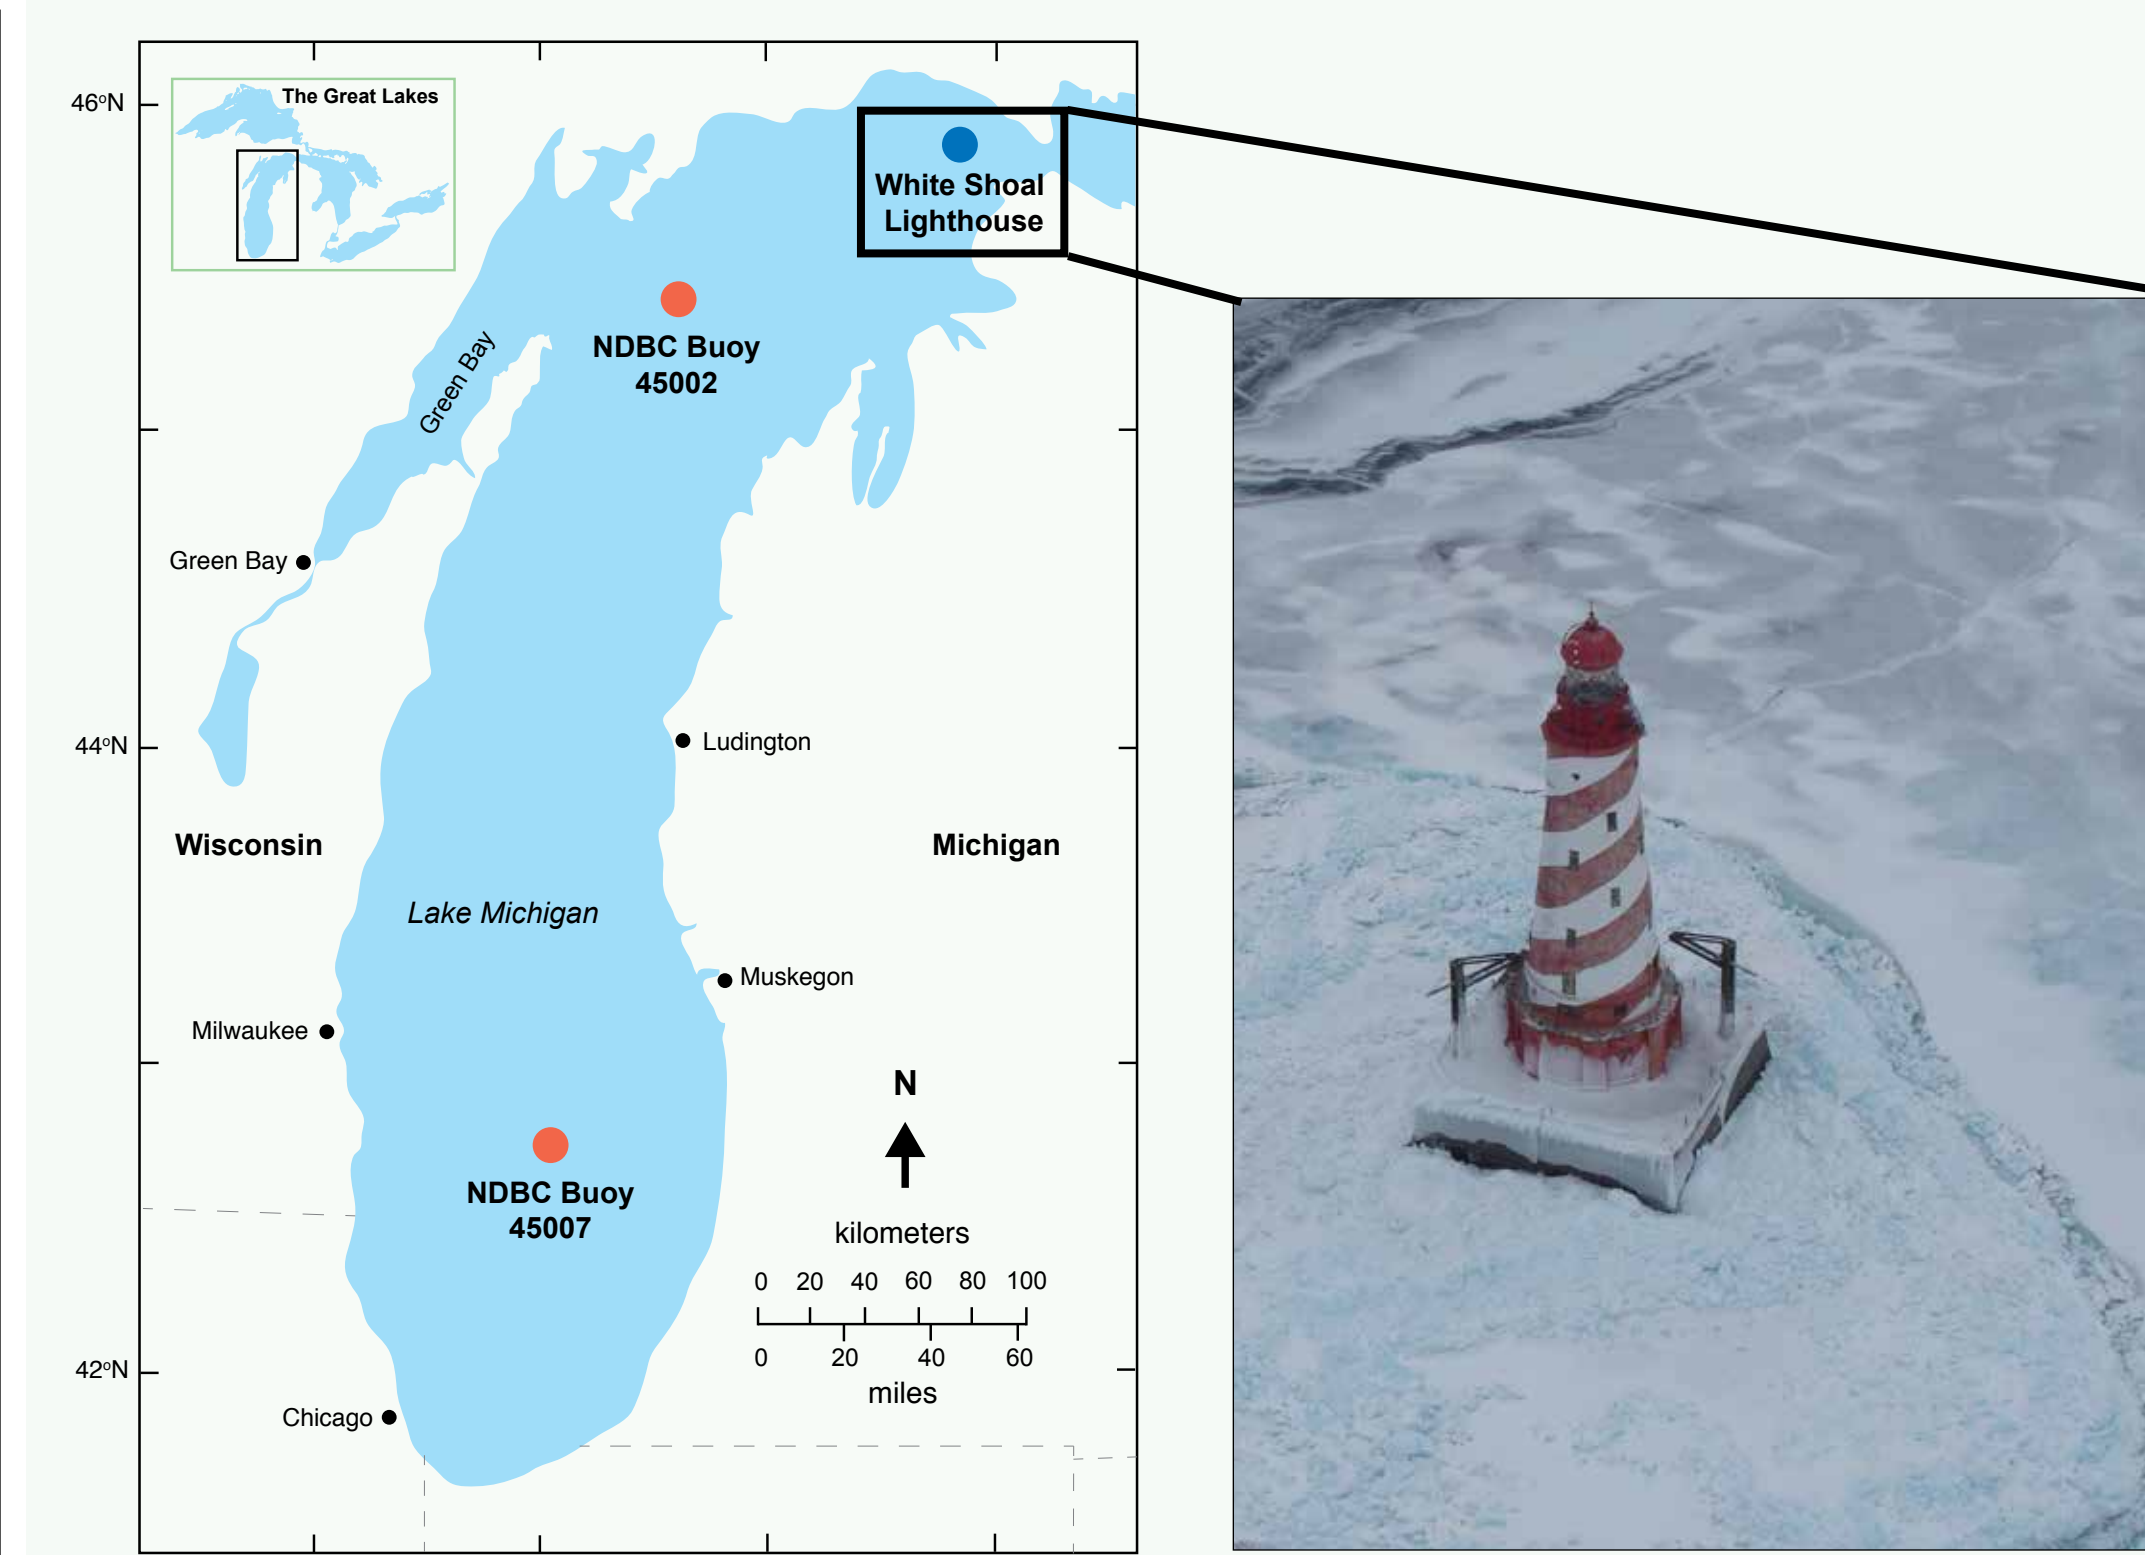 The Great Lakes
46°N
White Shoal
Lighthouse
NDBC Buoy
45002
Green Bay
Green Bay
44°N
Ludington
Wisconsin
Michigan
Lake Michigan
Muskegon
Milwaukee
N
NDBC Buoy
45007
kilometers
0 20 40 60 80 100
0 20 40 60
miles
42°N
Chicago